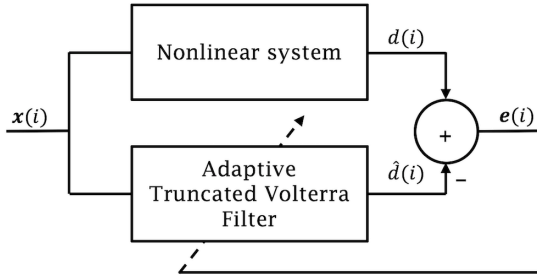 Nonlinear system
d(i)
x(i)
+
e(i)
Adaptive
Truncated Volterra
Filter
d̂(i)
−